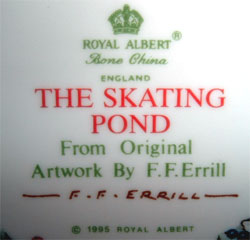 ROYAL ALBERT®
Bone China
ENGLAND
THE SKATING
POND
From Original
Artwork By F.F.Errill
F. F. ERRILL
© 1995 ROYAL ALBERT